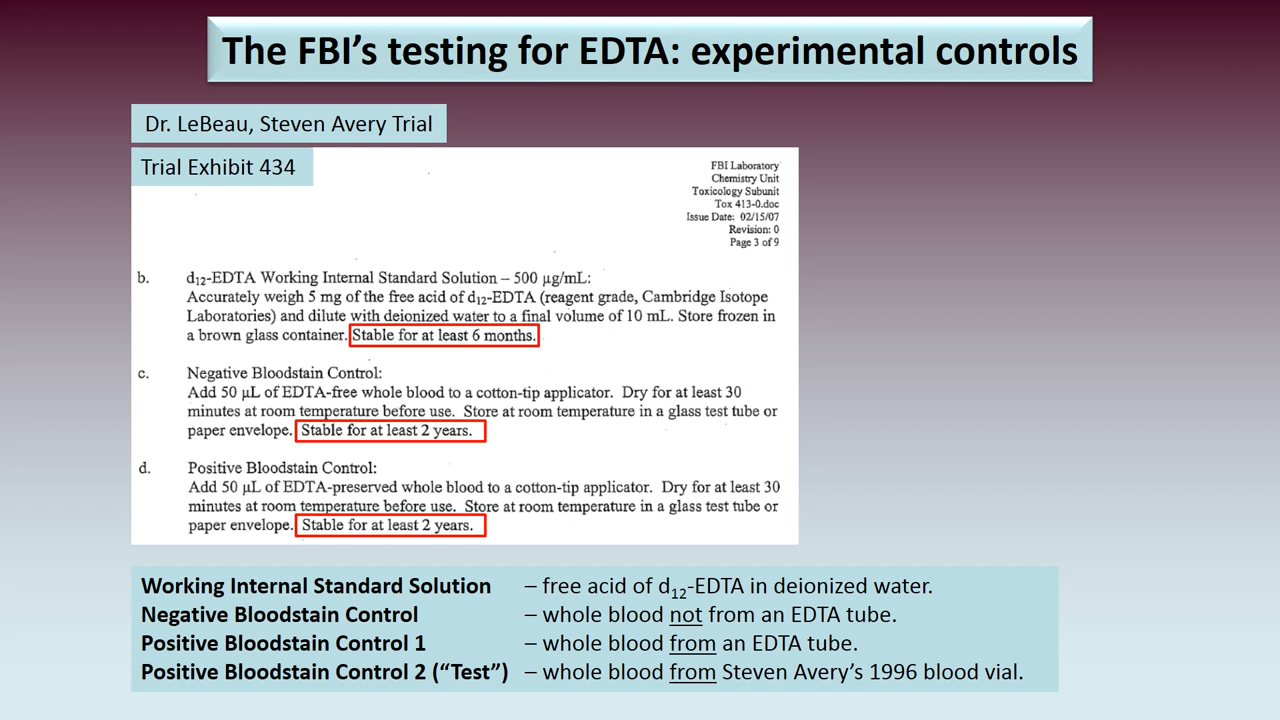 The FBI's testing for EDTA: experimental controls
Dr. LeBeau, Steven Avery Trial
Trial Exhibit 434
FBI Laboratory
Chemistry Unit
Toxicology Subunit
Tox 413-0.doc
Issue Date: 02/15/07
Revision: 0
Page 3 of 9
b. d12-EDTA Working Internal Standard Solution – 500 µg/mL:
Accurately weigh 5 mg of the free acid of d12-EDTA (reagent grade, Cambridge Isotope
Laboratories) and dilute with deionized water to a final volume of 10 mL. Store frozen in
a brown glass container. Stable for at least 6 months.
c. Negative Bloodstain Control:
Add 50 µL of EDTA-free whole blood to a cotton-tip applicator. Dry for at least 30
minutes at room temperature before use. Store at room temperature in a glass test tube or
paper envelope. Stable for at least 2 years.
d. Positive Bloodstain Control:
Add 50 µL of EDTA-preserved whole blood to a cotton-tip applicator. Dry for at least 30
minutes at room temperature before use. Store at room temperature in a glass test tube or
paper envelope. Stable for at least 2 years.
Working Internal Standard Solution – free acid of d12-EDTA in deionized water.
Negative Bloodstain Control – whole blood not from an EDTA tube.
Positive Bloodstain Control 1 – whole blood from an EDTA tube.
Positive Bloodstain Control 2 (“Test”) – whole blood from Steven Avery's 1996 blood vial.